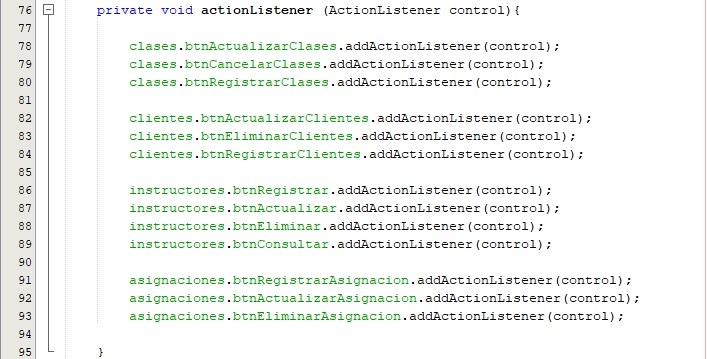 76 private void actionListener (ActionListener control){
77
78 clases.btnActualizarClases.addActionListener(control);
79 clases.btnCancelarClases.addActionListener(control);
80 clases.btnRegistrarClases.addActionListener(control);
81
82 clientes.btnActualizarClientes.addActionListener(control);
83 clientes.btnEliminarClientes.addActionListener(control);
84 clientes.btnRegistrarClientes.addActionListener(control);
85
86 instructores.btnRegistrar.addActionListener(control);
87 instructores.btnActualizar.addActionListener(control);
88 instructores.btnEliminar.addActionListener(control);
89 instructores.btnConsultar.addActionListener(control);
90
91 asignaciones.btnRegistrarAsignacion.addActionListener(control);
92 asignaciones.btnActualizarAsignacion.addActionListener(control);
93 asignaciones.btnEliminarAsignacion.addActionListener(control);
94
95 }